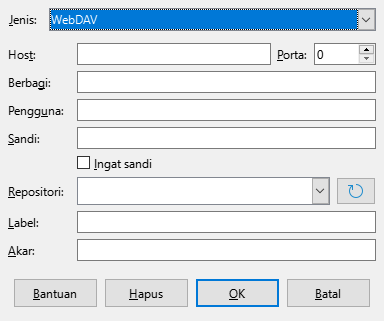 Jenis: WebDAV
Host: Porta: 0
Berbagi:
Pengguna:
Sandi:
Ingat sandi
Repositori:
Label:
Akar:
Bantuan Hapus OK Batal